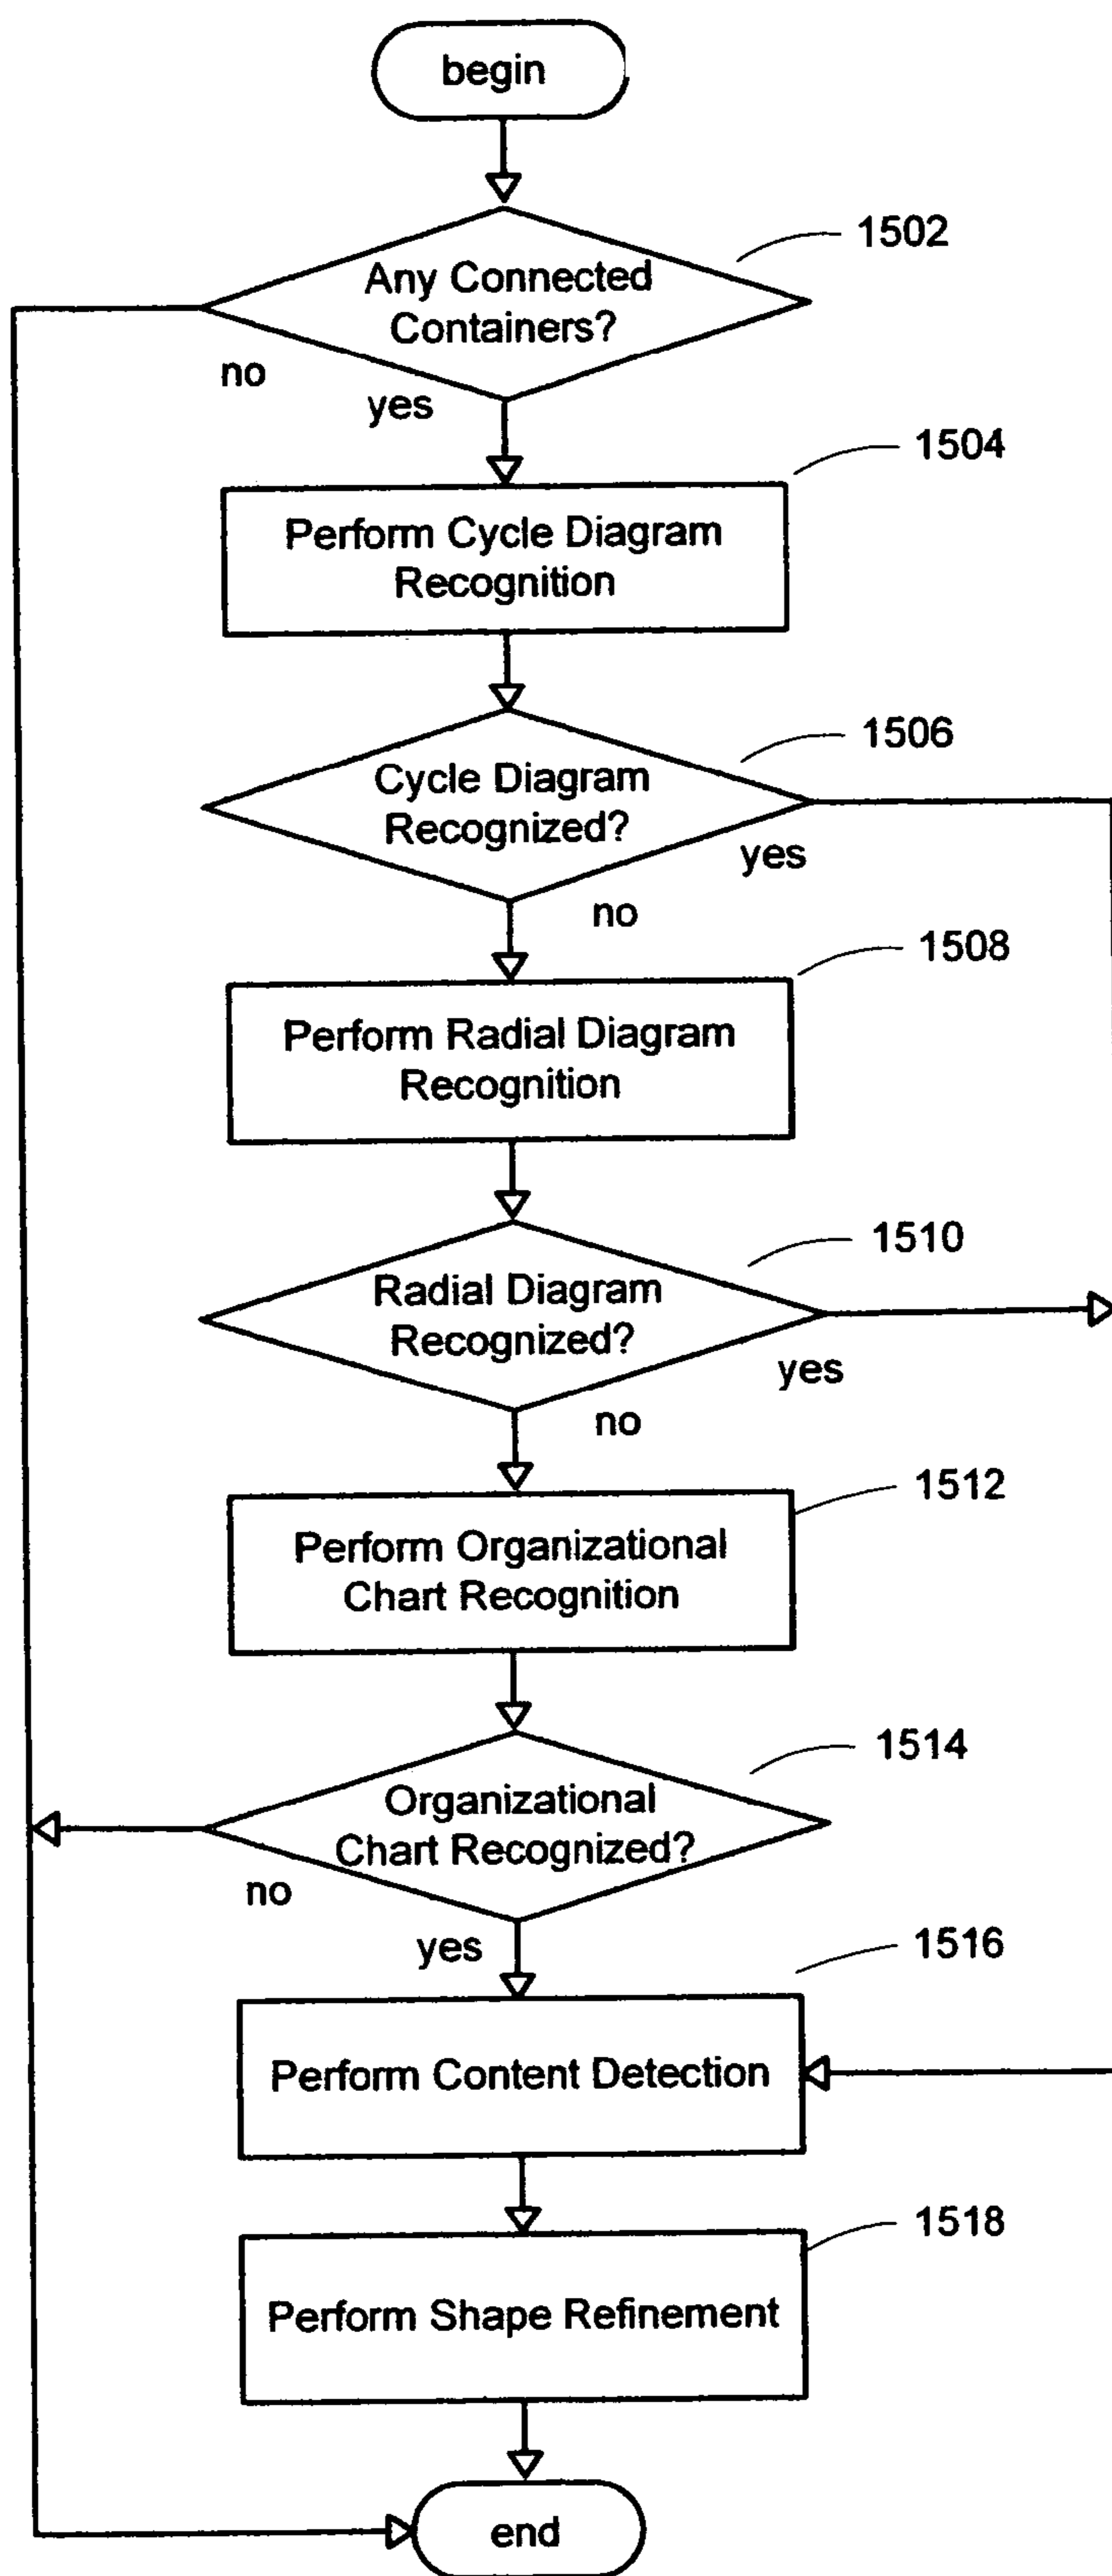 begin
1502
Any Connected
Containers?
no
yes
1504
Perform Cycle Diagram
Recognition
1506
Cycle Diagram
Recognized?
yes
no
1508
Perform Radial Diagram
Recognition
1510
Radial Diagram
Recognized?
yes
no
1512
Perform Organizational
Chart Recognition
1514
Organizational
Chart Recognized?
no
yes
1516
Perform Content Detection
1518
Perform Shape Refinement
end